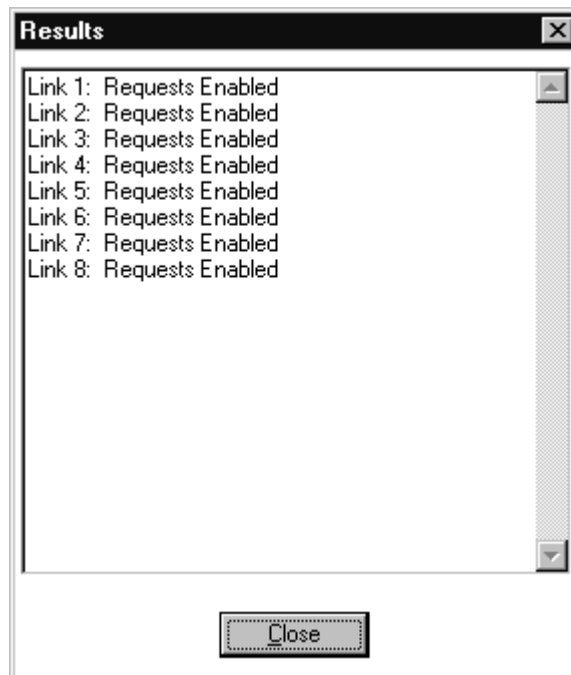 Results
Link 1:  Requests Enabled
Link 2:  Requests Enabled
Link 3:  Requests Enabled
Link 4:  Requests Enabled
Link 5:  Requests Enabled
Link 6:  Requests Enabled
Link 7:  Requests Enabled
Link 8:  Requests Enabled
Close